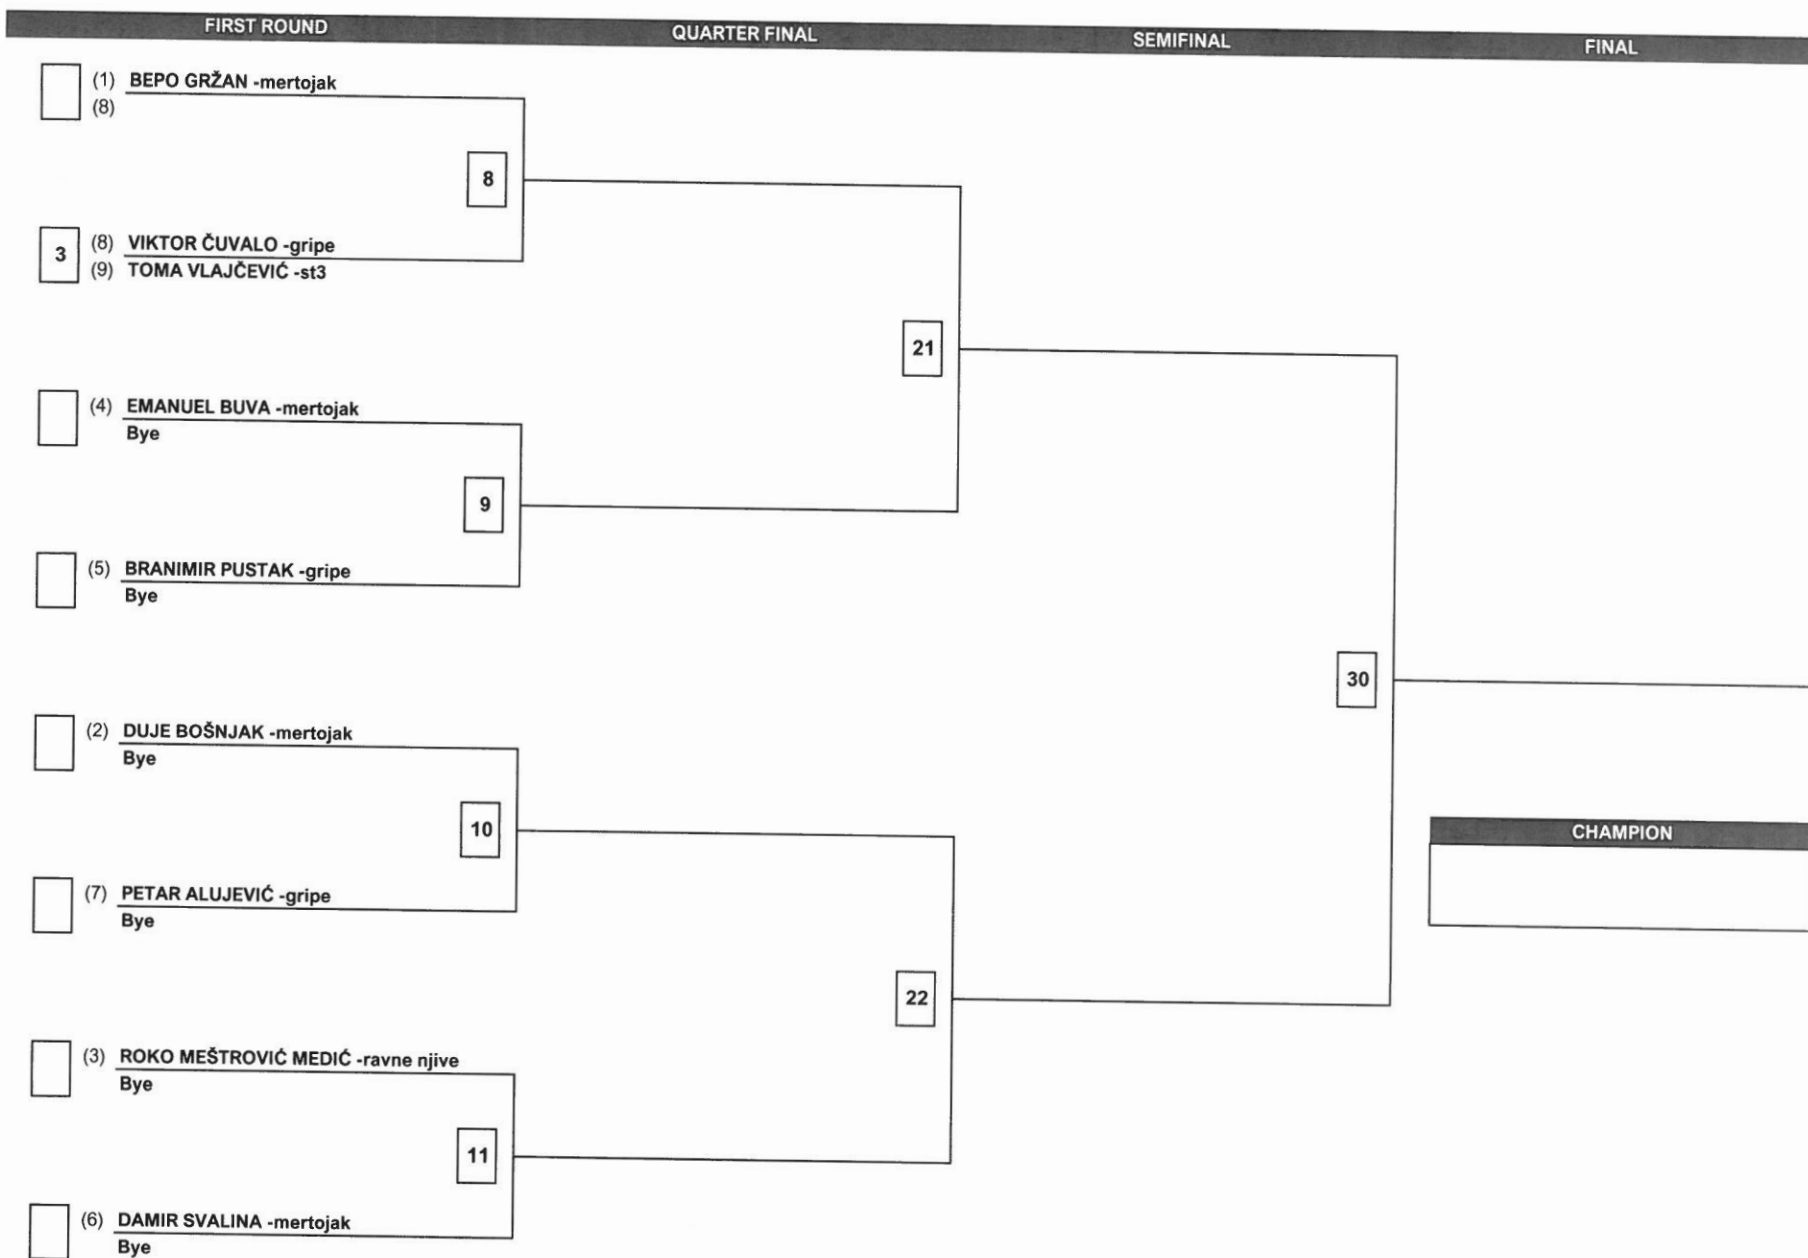 FIRST ROUND QUARTER FINAL SEMIFINAL FINAL
(1) BEPO GRŽAN -mertojak
(8)
8
3 (8) VIKTOR ČUVALO -gripe
(9) TOMA VLAJČEVIĆ -st3
21
(4) EMANUEL BUVA -mertojak
Bye
9
(5) BRANIMIR PUSTAK -gripe
Bye
30
(2) DUJE BOŠNJAK -mertojak
Bye
10
CHAMPION
(7) PETAR ALUJEVIĆ -gripe
Bye
22
(3) ROKO MEŠTROVIĆ MEDIĆ -ravne njive
Bye
11
(6) DAMIR SVALINA -mertojak
Bye